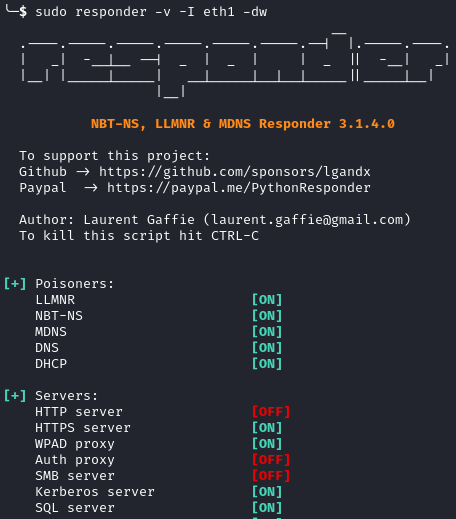 $ sudo responder -v -I eth1 -dw
NBT-NS, LLMNR & MDNS Responder 3.1.4.0
To support this project:
Github -> https://github.com/sponsors/lgandx
Paypal -> https://paypal.me/PythonResponder
Author: Laurent Gaffie (laurent.gaffie@gmail.com)
To kill this script hit CTRL-C
[+] Poisoners:
LLMNR [ON]
NBT-NS [ON]
MDNS [ON]
DNS [ON]
DHCP [ON]
[+] Servers:
HTTP server [OFF]
HTTPS server [ON]
WPAD proxy [ON]
Auth proxy [OFF]
SMB server [OFF]
Kerberos server [ON]
SQL server [ON]